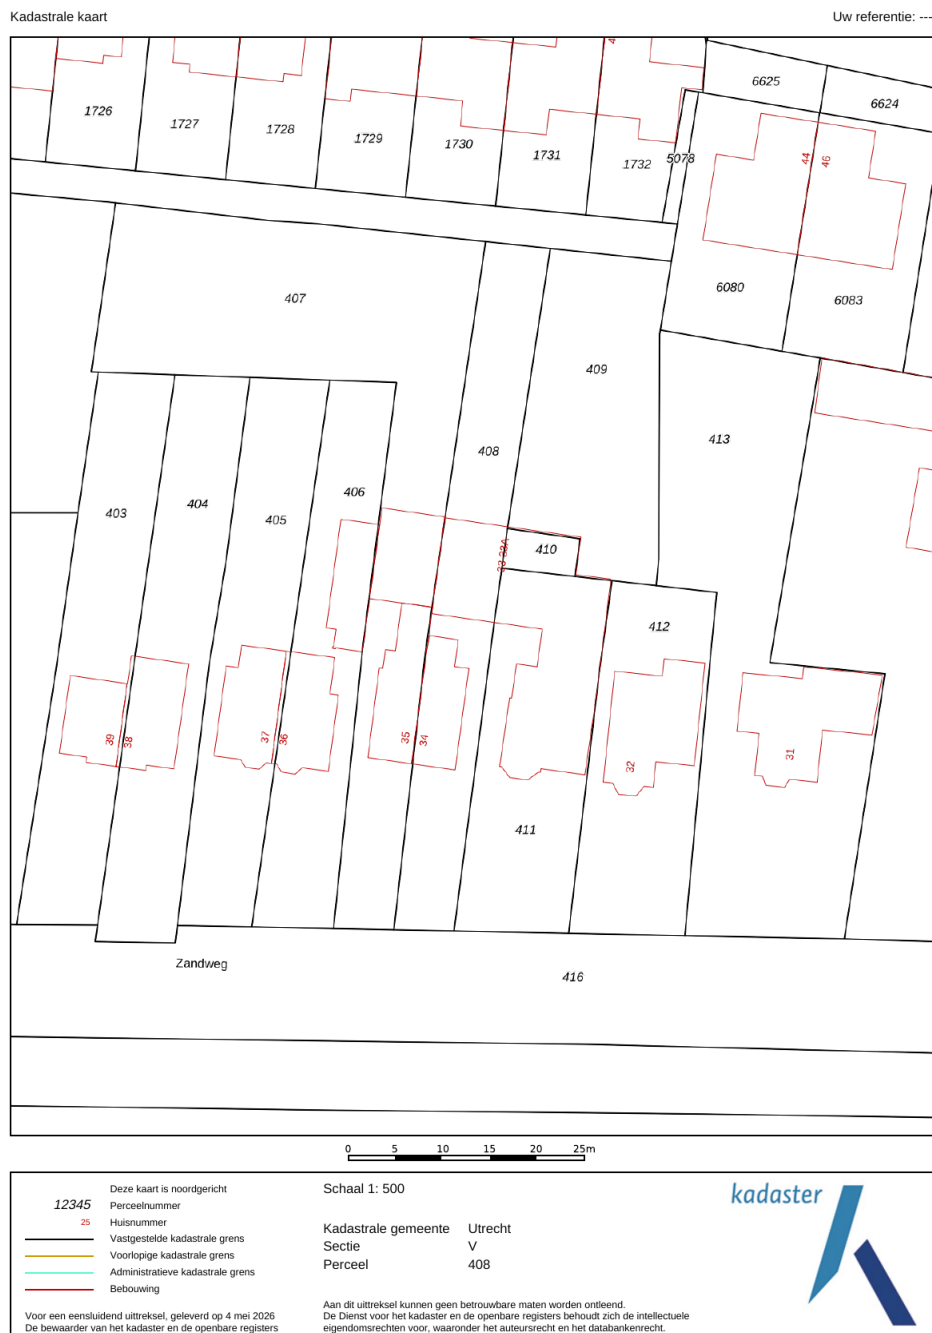 Kadastrale kaart
Uw referentie: ---
6625
6624
1726
1727
1728
1729
1730
1731
1732
5078
44
46
6080
6083
407
409
413
408
403
404
405
406
410
33 33A
412
39
38
37
36
35
34
32
31
411
Zandweg
416
0 5 10 15 20 25m
Deze kaart is noordgericht
12345 Perceelnummer
25 Huisnummer
Vastgestelde kadastrale grens
Voorlopige kadastrale grens
Administratieve kadastrale grens
Bebouwing
Voor een eensluidend uittreksel, geleverd op 4 mei 2026
De bewaarder van het kadaster en de openbare registers
Schaal 1: 500
Kadastrale gemeente Utrecht
Sectie V
Perceel 408
Aan dit uittreksel kunnen geen betrouwbare maten worden ontleend.
De Dienst voor het kadaster en de openbare registers behoudt zich de intellectuele
eigendomsrechten voor, waaronder het auteursrecht en het databankenrecht.
kadaster